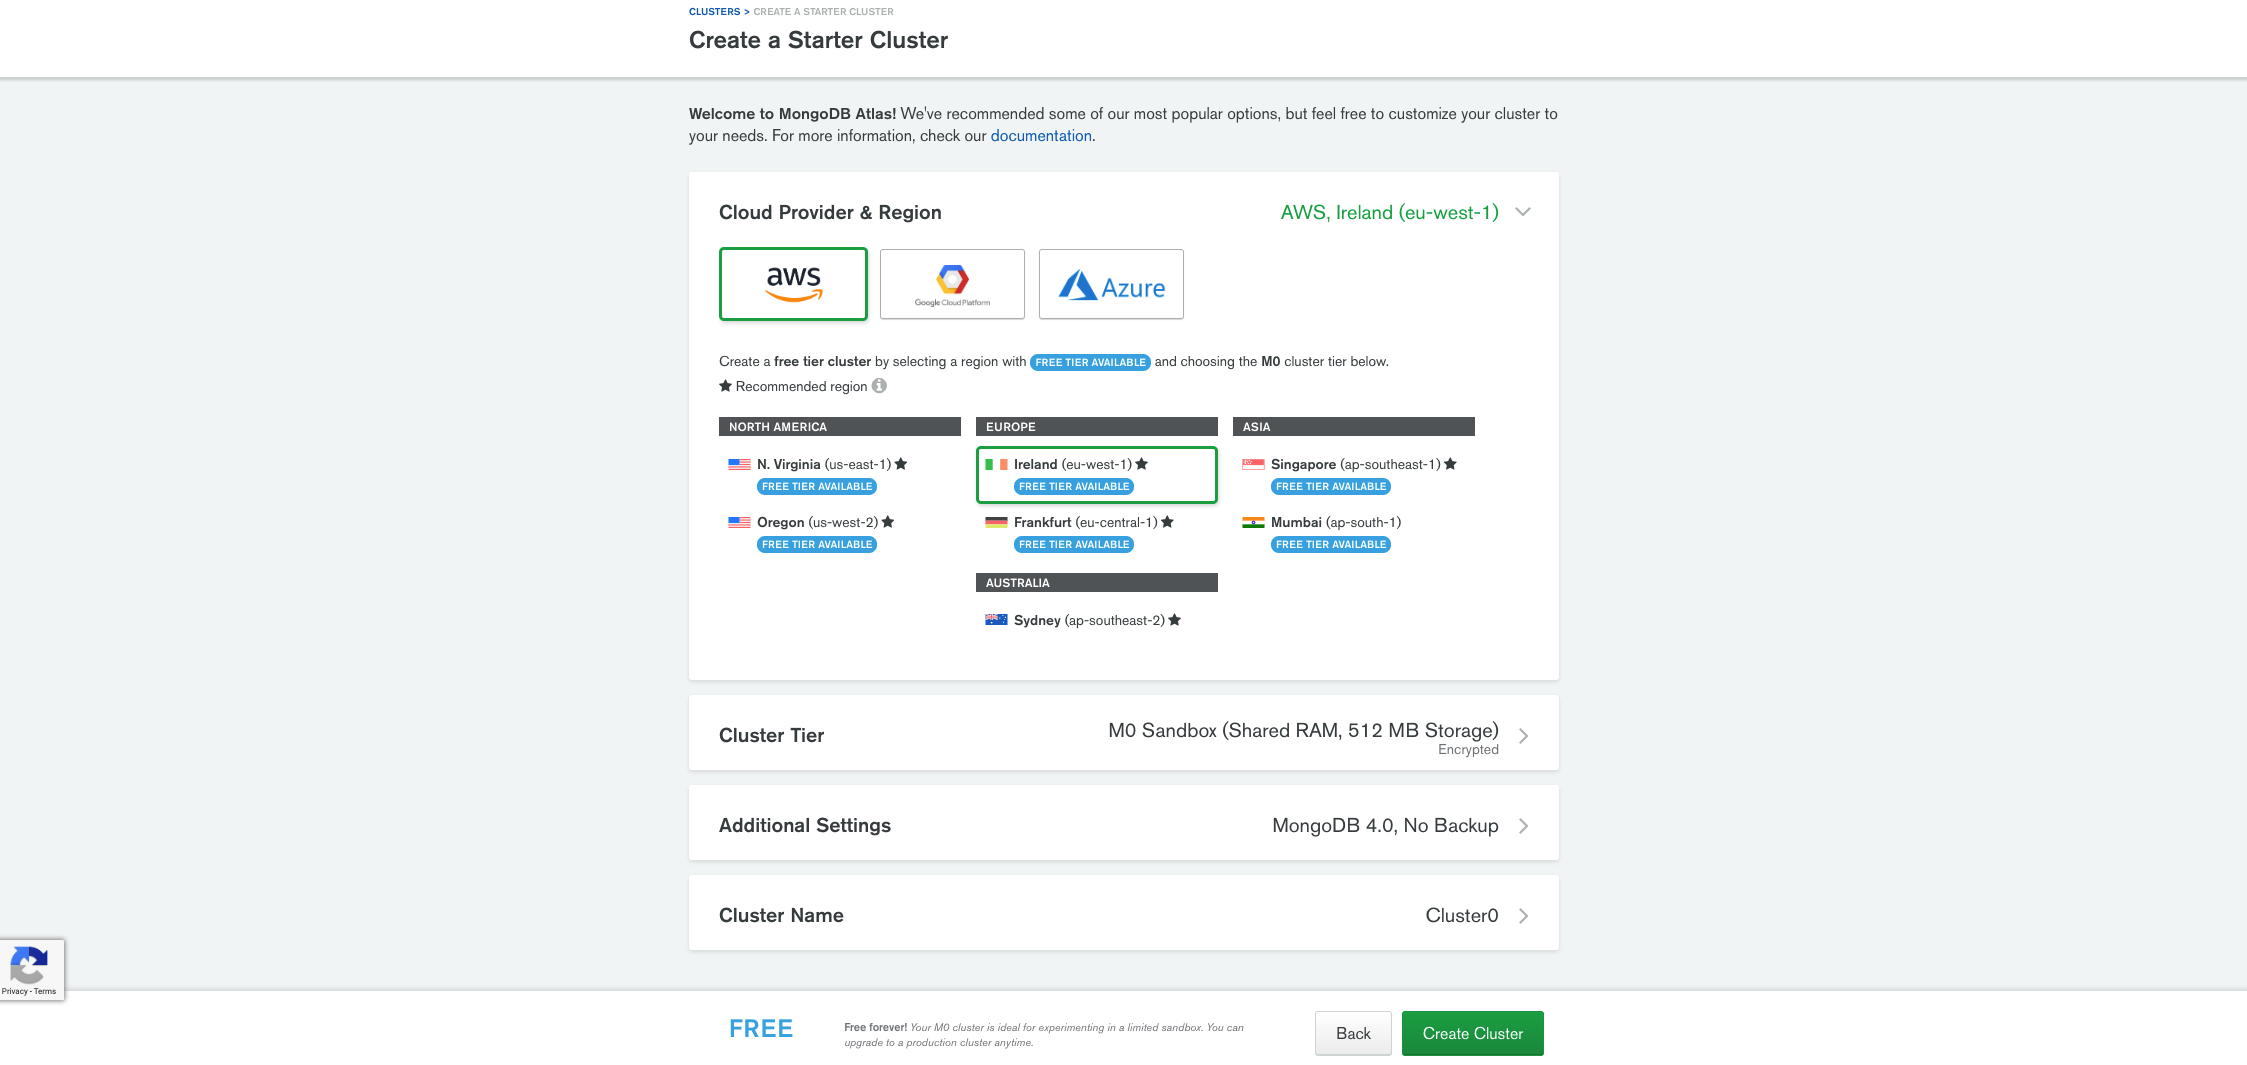 CLUSTERS > CREATE A STARTER CLUSTER
Create a Starter Cluster
Welcome to MongoDB Atlas! We've recommended some of our most popular options, but feel free to customize your cluster to
your needs. For more information, check our documentation.
Cloud Provider & Region
AWS, Ireland (eu-west-1)
aws
Google Cloud Platform
Azure
Create a free tier cluster by selecting a region with FREE TIER AVAILABLE and choosing the M0 cluster tier below.
★ Recommended region
NORTH AMERICA
N. Virginia (us-east-1) ★
FREE TIER AVAILABLE
Oregon (us-west-2) ★
FREE TIER AVAILABLE
EUROPE
Ireland (eu-west-1) ★
FREE TIER AVAILABLE
Frankfurt (eu-central-1) ★
FREE TIER AVAILABLE
AUSTRALIA
Sydney (ap-southeast-2) ★
ASIA
Singapore (ap-southeast-1) ★
FREE TIER AVAILABLE
Mumbai (ap-south-1)
FREE TIER AVAILABLE
Cluster Tier
M0 Sandbox (Shared RAM, 512 MB Storage)
Encrypted
Additional Settings
MongoDB 4.0, No Backup
Cluster Name
Cluster0
Privacy - Terms
FREE
Free forever! Your M0 cluster is ideal for experimenting in a limited sandbox. You can
upgrade to a production cluster anytime.
Back
Create Cluster